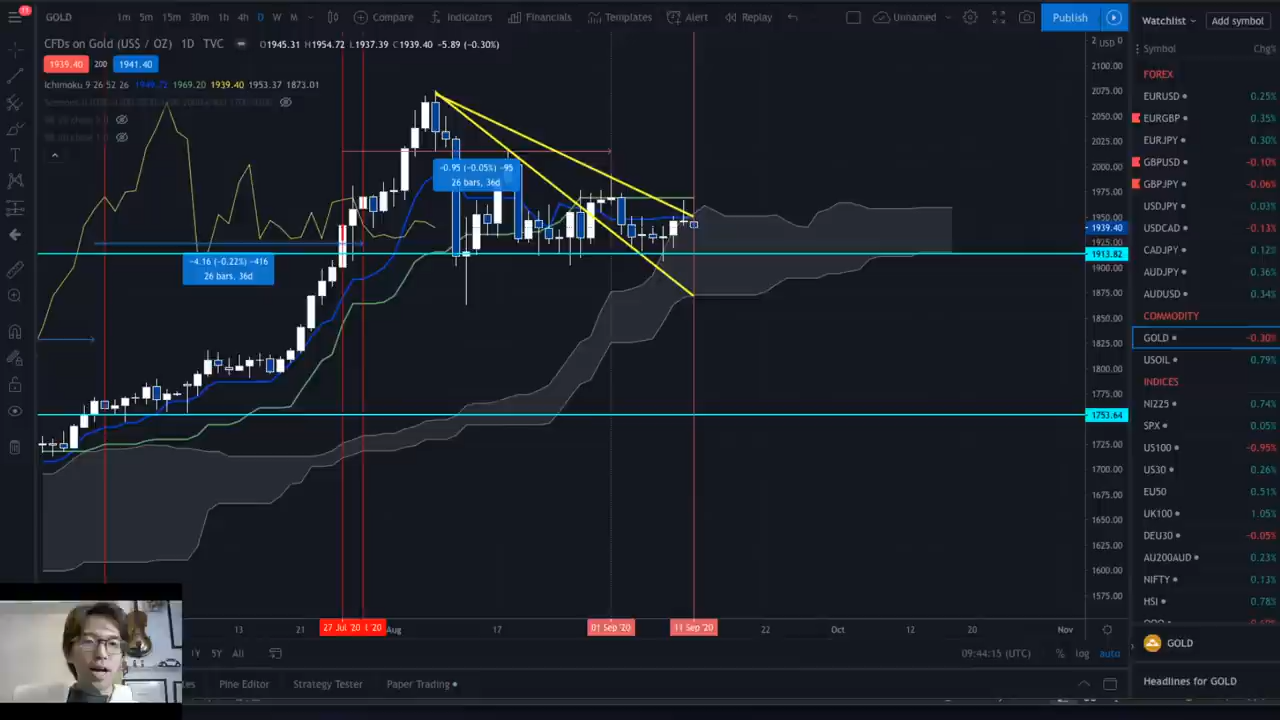 11
GOLD 1m 5m 15m 30m 1h 4h D W M Compare Indicators Financials Templates Alert Replay Unnamed Publish
CFDs on Gold (US$ / OZ) 1D TVC O1945.31 H1954.72 L1937.39 C1939.40 -5.89 (-0.30%)
1939.40 200 1941.40
Ichimoku 9 26 52 26 1949.72 1969.20 1939.40 1953.37 1873.01
-0.95 (-0.05%) -95
26 bars, 36d
-4.16 (-0.22%) -416
26 bars, 36d
USD
2100.00
2075.00
2050.00
2025.00
2000.00
1975.00
1950.00
1939.40
1925.00
1913.82
1900.00
1875.00
1850.00
1825.00
1800.00
1775.00
1753.64
1725.00
1700.00
1675.00
1650.00
1625.00
1600.00
1575.00
13 21 27 Jul '20 Aug 17 01 Sep '20 11 Sep '20 22 Oct 12 20 Nov
1Y 5Y All 09:44:15 (UTC) % log auto
Pine Editor Strategy Tester Paper Trading
Watchlist Add symbol
Symbol Chg%
FOREX
EURUSD 0.25%
EURGBP 0.35%
EURJPY 0.30%
GBPUSD -0.10%
GBPJPY -0.06%
USDJPY 0.03%
USDCAD -0.13%
CADJPY 0.12%
AUDJPY 0.36%
AUDUSD 0.34%
COMMODITY
GOLD -0.30%
USOIL 0.79%
INDICES
NI225 0.74%
SPX 0.05%
US100 -0.95%
US30 0.26%
EU50 0.51%
UK100 1.05%
DEU30 -0.05%
AU200AUD 0.23%
NIFTY 0.13%
HSI 0.78%
GOLD
Headlines for GOLD